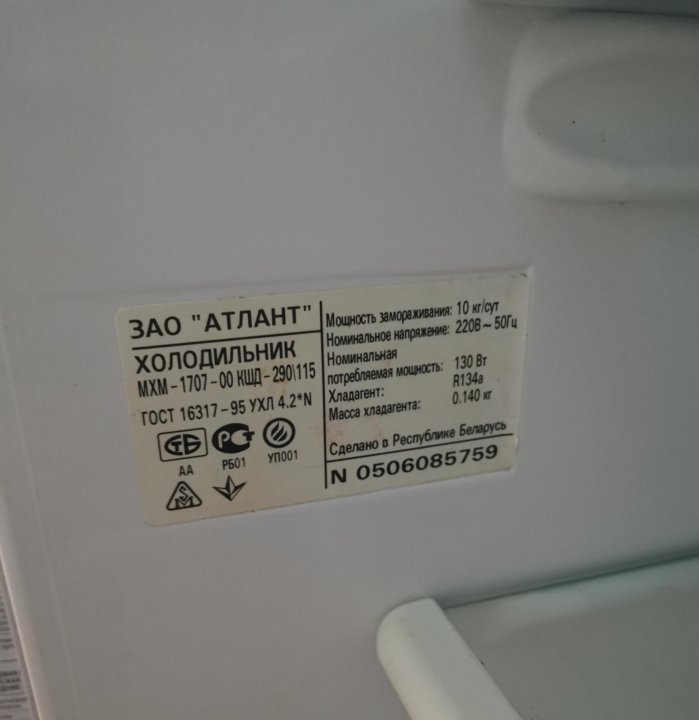 ЗАО "АТЛАНТ"
ХОЛОДИЛЬНИК
МХМ-1707-00 КШД-290\115
ГОСТ 16317-95 УХЛ 4.2*N
АА
РБ01
УП001
Мощность замораживания: 10 кг/сут
Номинальное напряжение: 220В ~ 50Гц
Номинальная
потребляемая мощность: 130 Вт
Хладагент: R134a
Масса хладагента: 0.140 кг
Сделано в Республике Беларусь
N 0506085759